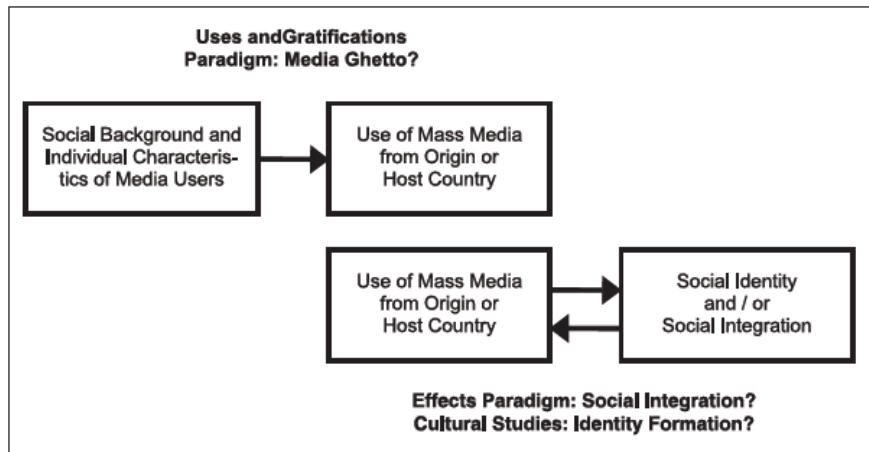 Uses andGratifications
Paradigm: Media Ghetto?
Social Background and
Individual Characteris-
tics of Media Users
Use of Mass Media
from Origin or
Host Country
Use of Mass Media
from Origin or
Host Country
Social Identity
and / or
Social Integration
Effects Paradigm: Social Integration?
Cultural Studies: Identity Formation?